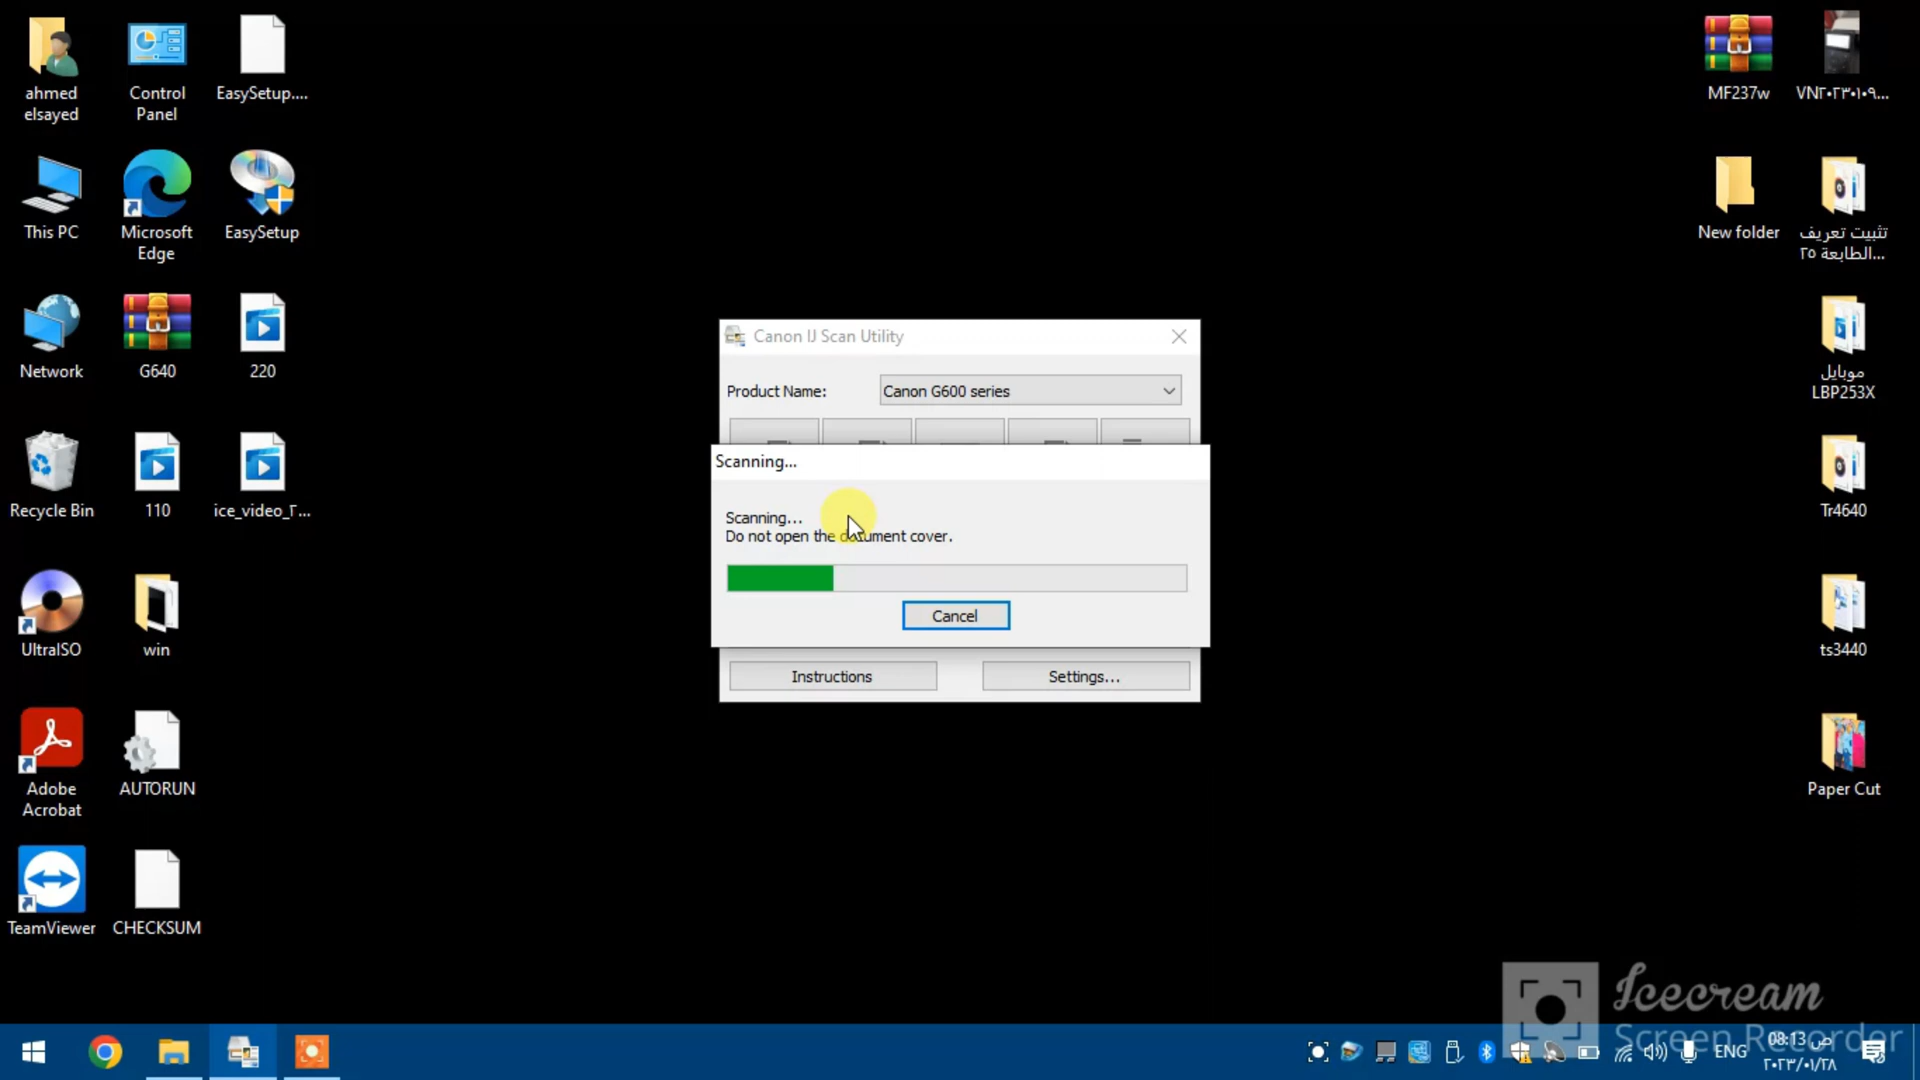 ahmed
elsayed
Control
Panel
EasySetup....
This PC
Microsoft
Edge
EasySetup
Network
G640
220
Recycle Bin
110
ice_video_٢...
UltraISO
win
Adobe
Acrobat
AUTORUN
TeamViewer
CHECKSUM
MF237w
VN٢٠٢٣٠١٠٩...
New folder
تثبيت تعريف
الطابعة ٢٥...
موبايل
LBP253X
Tr4640
ts3440
Paper Cut
Canon IJ Scan Utility
Product Name:
Canon G600 series
Scanning...
Scanning...
Do not open the document cover.
Cancel
Instructions
Settings...
Icecream
Screen Recorder
ENG
08:13 ص
٢٠٢٣/٠١/٢٨